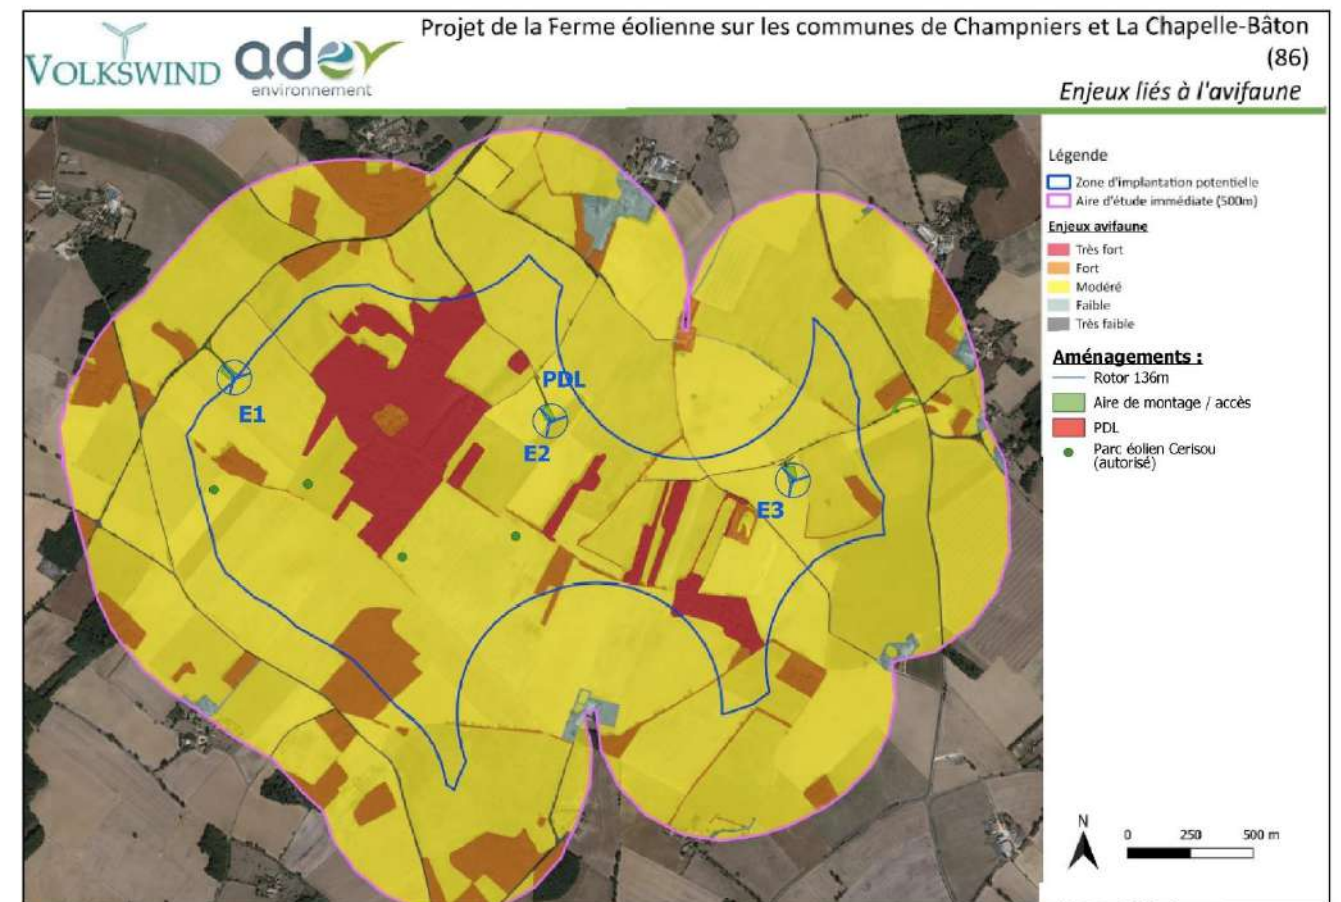 Projet de la Ferme éolienne sur les communes de Champniers et La Chapelle-Bâton
(86)
Enjeux liés à l'avifaune
VOLKSWIND
ader
environnement
Légende
Zone d'implantation potentielle
Aire d'étude immédiate (500m)
Enjeux avifaune
Très fort
Fort
Modéré
Faible
Très faible
Aménagements :
Rotor 136m
Aire de montage / accès
PDL
Parc éolien Cerisou
(autorisé)
E1
PDL
E2
E3
N
0 250 500 m